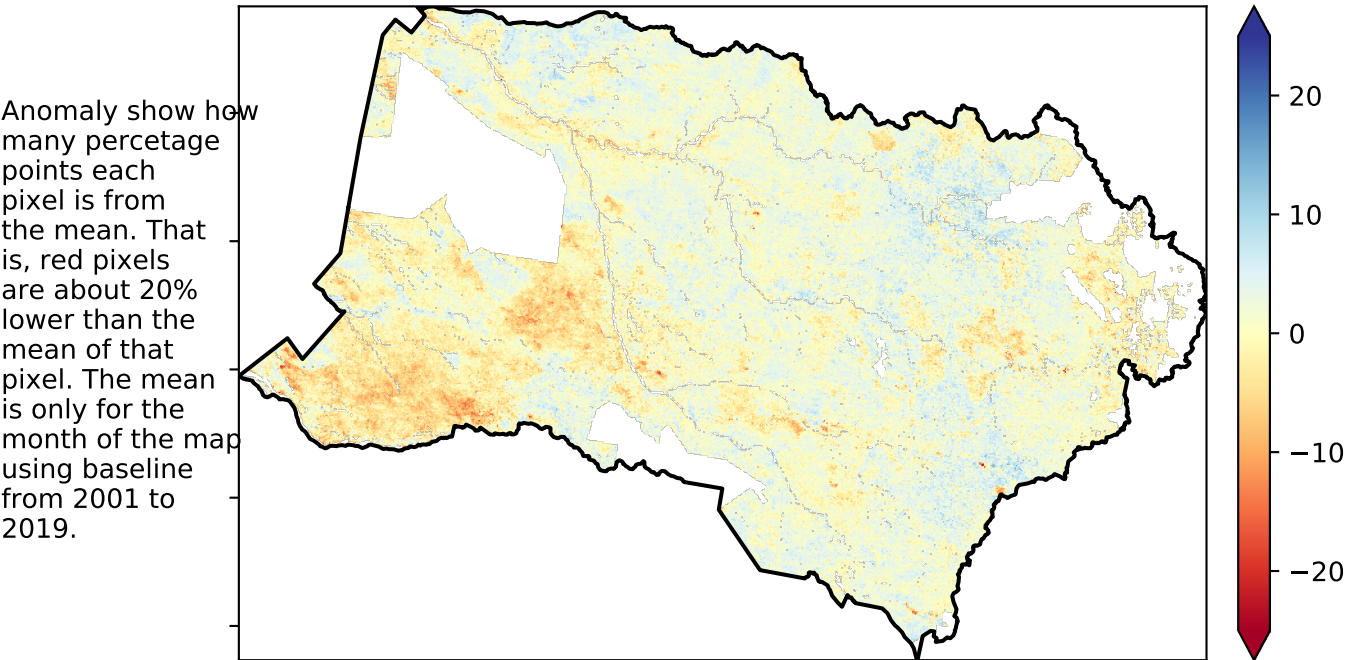 Anomaly show how
many percetage
points each
pixel is from
the mean. That
is, red pixels
are about 20%
lower than the
mean of that
pixel. The mean
is only for the
month of the map
using baseline
from 2001 to
2019.
20
10
0
−10
−20